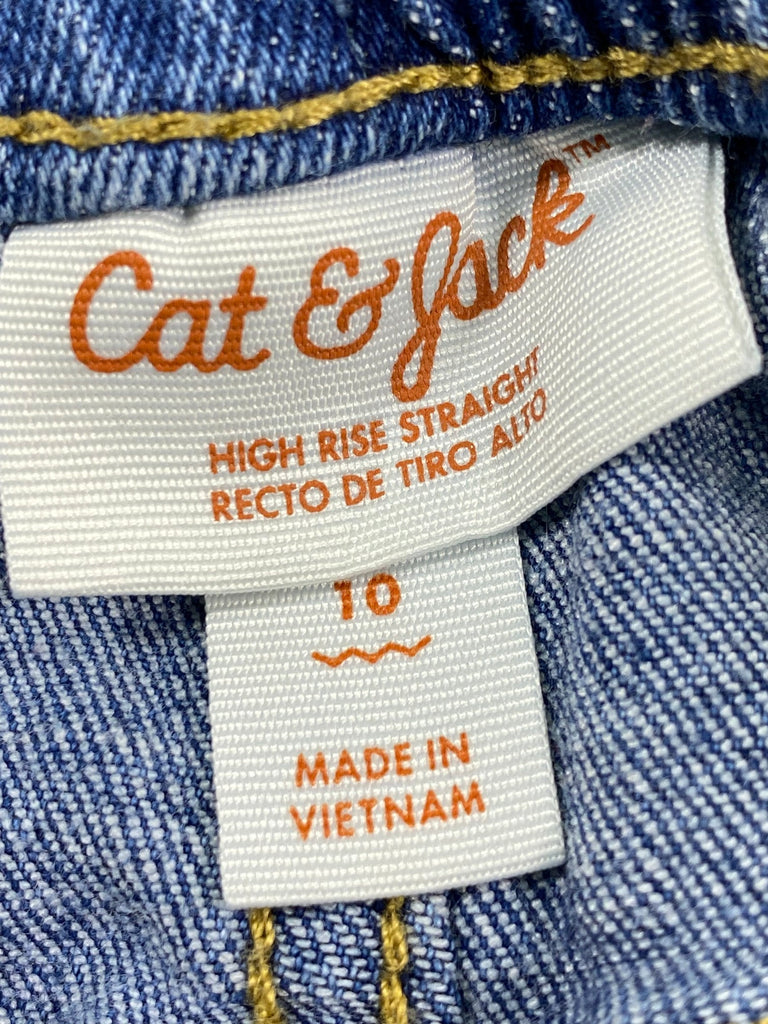 Cat & Jack™
HIGH RISE STRAIGHT
RECTO DE TIRO ALTO
10
MADE IN
VIETNAM